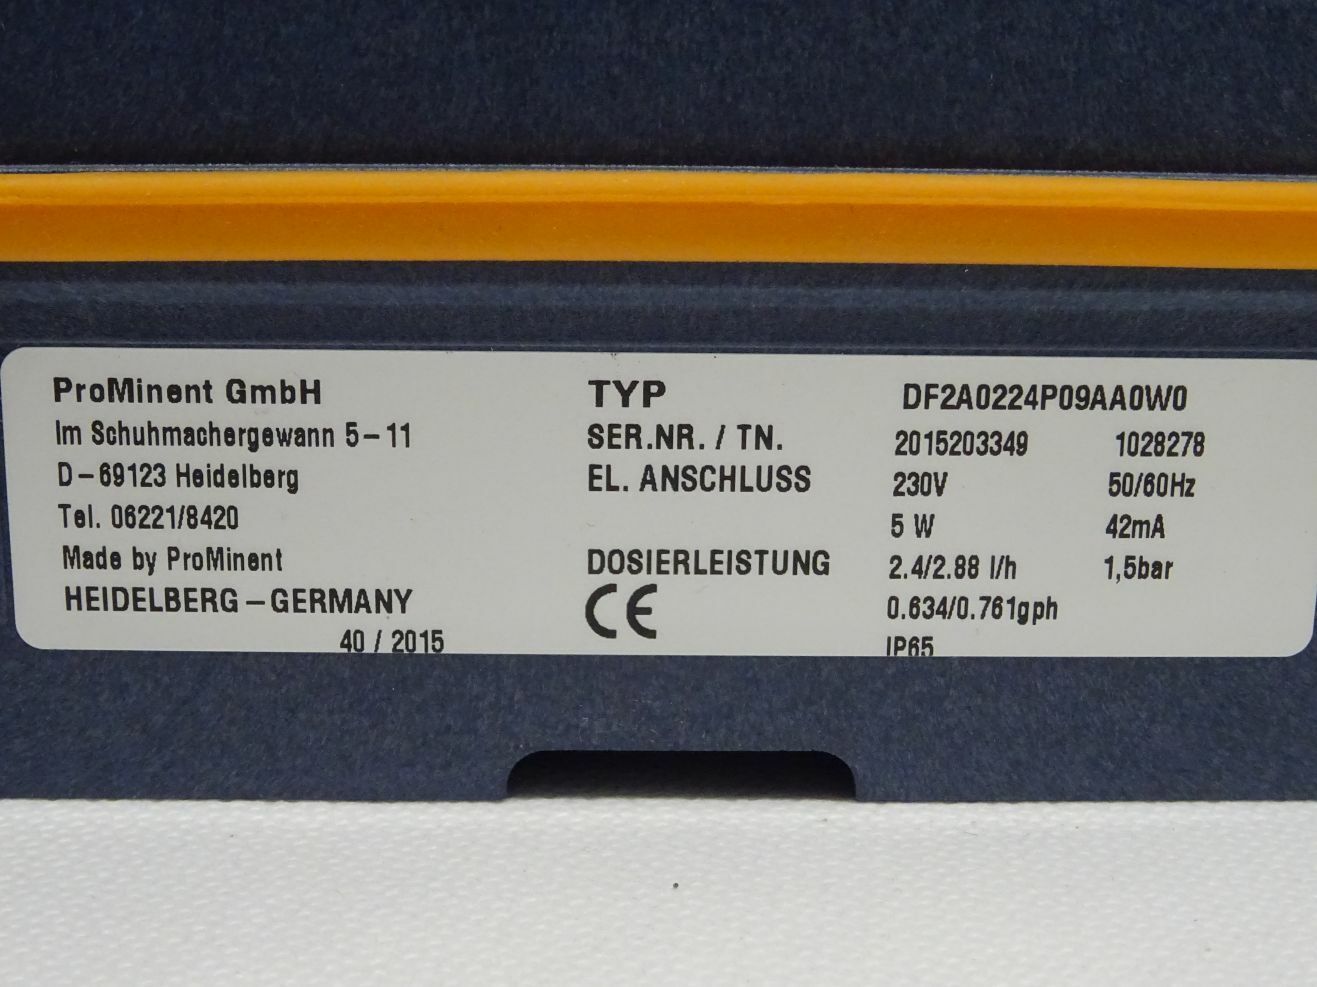 ProMinent GmbH
Im Schuhmachergewann 5-11
D-69123 Heidelberg
Tel. 06221/8420
Made by ProMinent
HEIDELBERG-GERMANY
40 / 2015
TYP DF2A0224P09AA0W0
SER.NR. / TN. 2015203349 1028278
EL. ANSCHLUSS 230V 50/60Hz
5 W 42mA
DOSIERLEISTUNG 2.4/2.88 l/h 1,5bar
CE 0.634/0.761gph
IP65